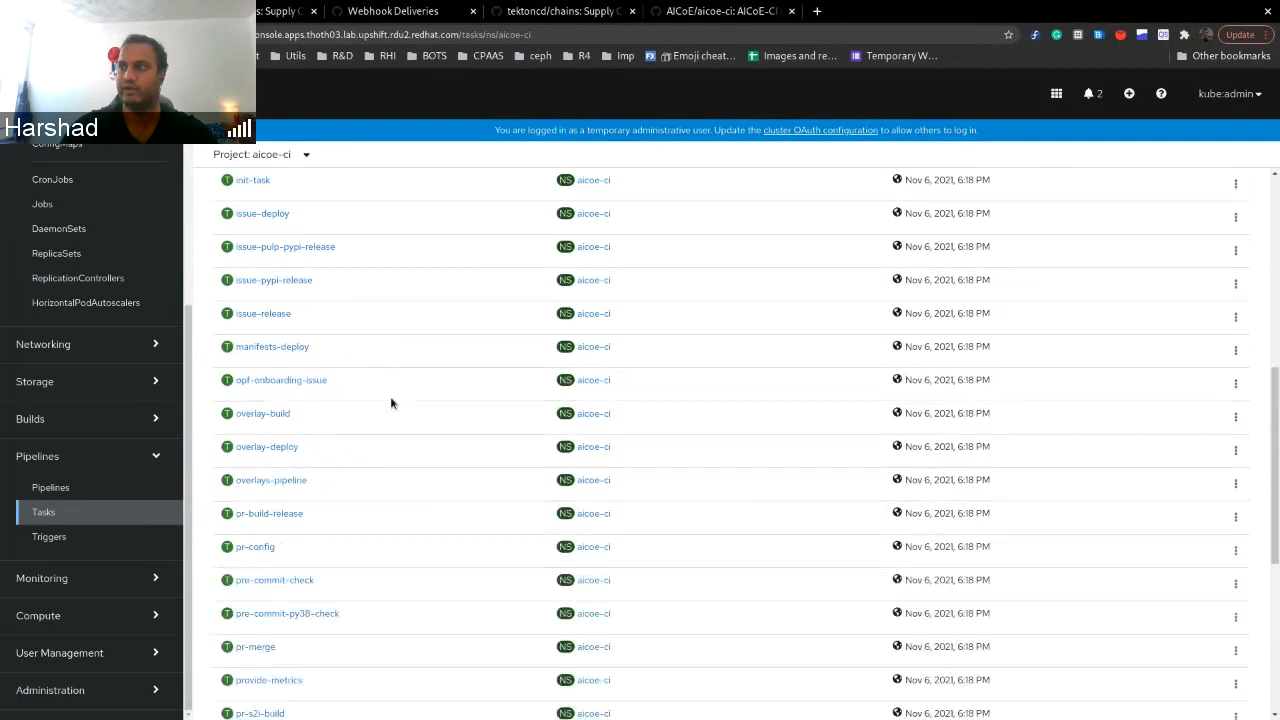 s: Supply C
Webhook Deliveries
tektoncd/chains: Supply C
AICoE/aicoe-ci: AICoE-CI
onsole.apps.thoth03.lab.upshift.rdu2.redhat.com/tasks/ns/aicoe-ci
Update
Utils
R&D
RHI
BOTS
CPAAS
ceph
R4
Imp
Emoji cheat...
Images and re...
Temporary W...
Other bookmarks
2
kube:admin
Harshad
You are logged in as a temporary administrative user. Update the cluster OAuth configuration to allow others to log in.
ConfigMaps
CronJobs
Jobs
DaemonSets
ReplicaSets
ReplicationControllers
HorizontalPodAutoscalers
Networking
Storage
Builds
Pipelines
Pipelines
Tasks
Triggers
Monitoring
Compute
User Management
Administration
Project: aicoe-ci
T init-task NS aicoe-ci Nov 6, 2021, 6:18 PM
T issue-deploy NS aicoe-ci Nov 6, 2021, 6:18 PM
T issue-pulp-pypi-release NS aicoe-ci Nov 6, 2021, 6:18 PM
T issue-pypi-release NS aicoe-ci Nov 6, 2021, 6:18 PM
T issue-release NS aicoe-ci Nov 6, 2021, 6:18 PM
T manifests-deploy NS aicoe-ci Nov 6, 2021, 6:18 PM
T opf-onboarding-issue NS aicoe-ci Nov 6, 2021, 6:18 PM
T overlay-build NS aicoe-ci Nov 6, 2021, 6:18 PM
T overlay-deploy NS aicoe-ci Nov 6, 2021, 6:18 PM
T overlays-pipeline NS aicoe-ci Nov 6, 2021, 6:18 PM
T pr-build-release NS aicoe-ci Nov 6, 2021, 6:18 PM
T pr-config NS aicoe-ci Nov 6, 2021, 6:18 PM
T pre-commit-check NS aicoe-ci Nov 6, 2021, 6:18 PM
T pre-commit-py38-check NS aicoe-ci Nov 6, 2021, 6:18 PM
T pr-merge NS aicoe-ci Nov 6, 2021, 6:18 PM
T provide-metrics NS aicoe-ci Nov 6, 2021, 6:18 PM
T pr-s2i-build NS aicoe-ci Nov 6, 2021, 6:18 PM